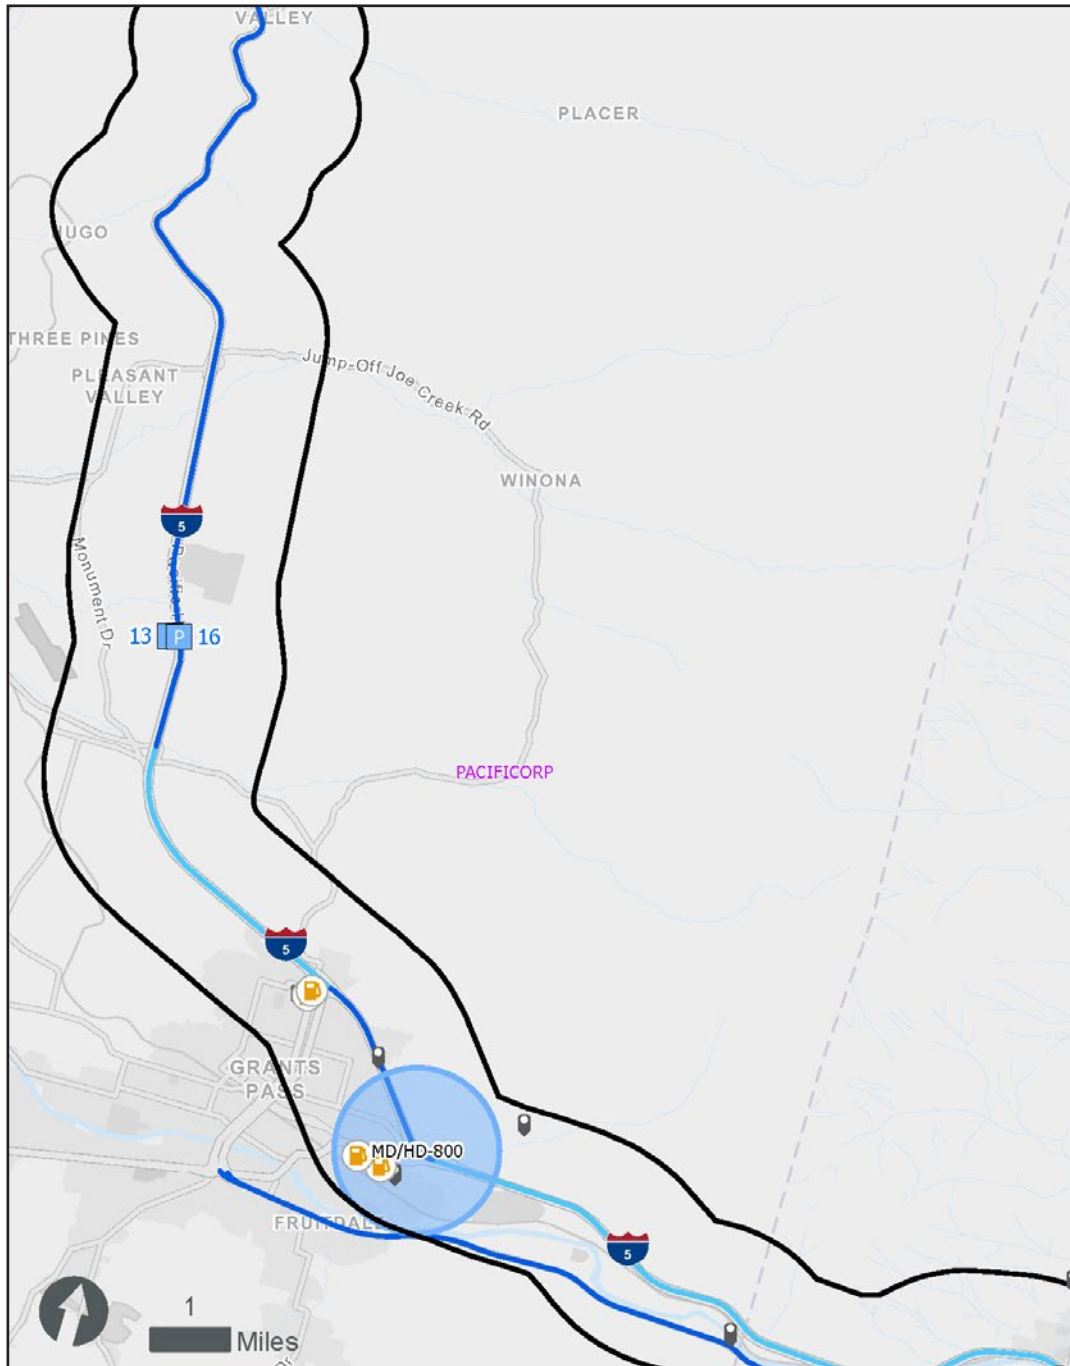 VALLEY
PLACER
HUGO
THREE PINES
Jump-Off Joe Creek Rd
PLEASANT
VALLEY
WINONA
5
Monument Dr
13
P
16
PACIFICORP
5
GRANTS
PASS
MD/HD-800
FRUITDALE
5
1
Miles